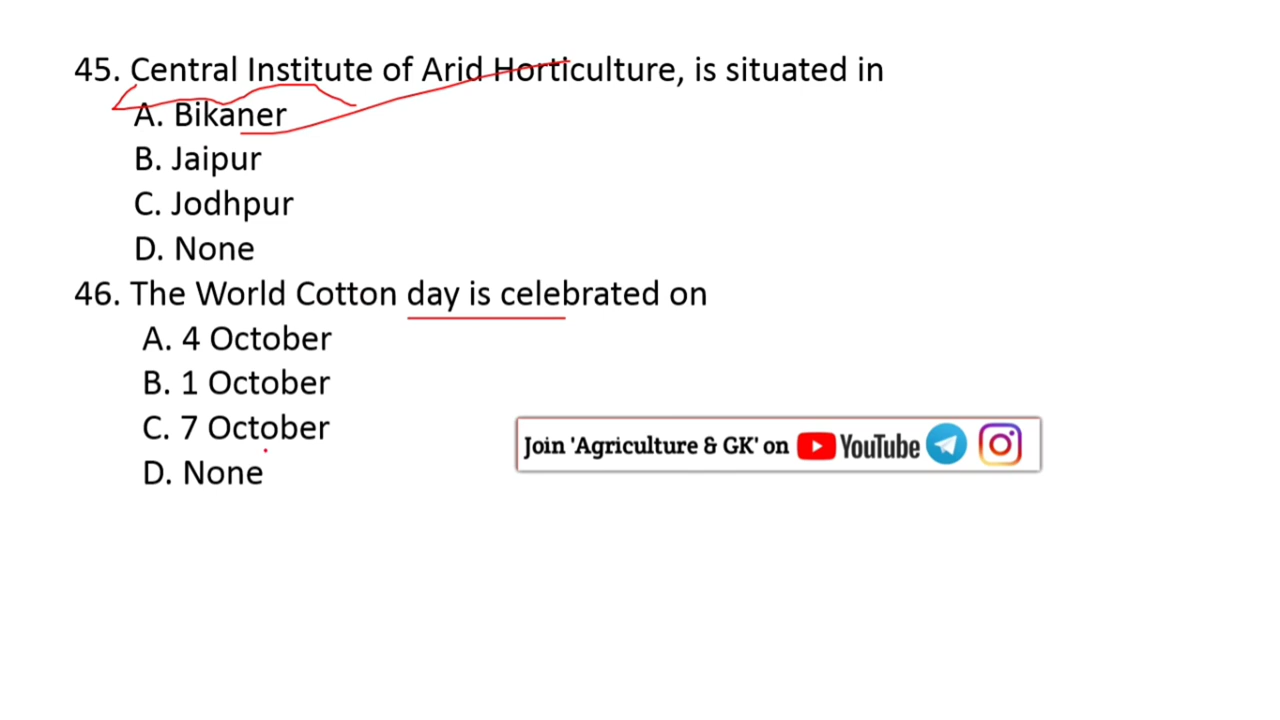 45. Central Institute of Arid Horticulture, is situated in
A. Bikaner
B. Jaipur
C. Jodhpur
D. None
46. The World Cotton day is celebrated on
A. 4 October
B. 1 October
C. 7 October
D. None
Join 'Agriculture & GK' on YouTube